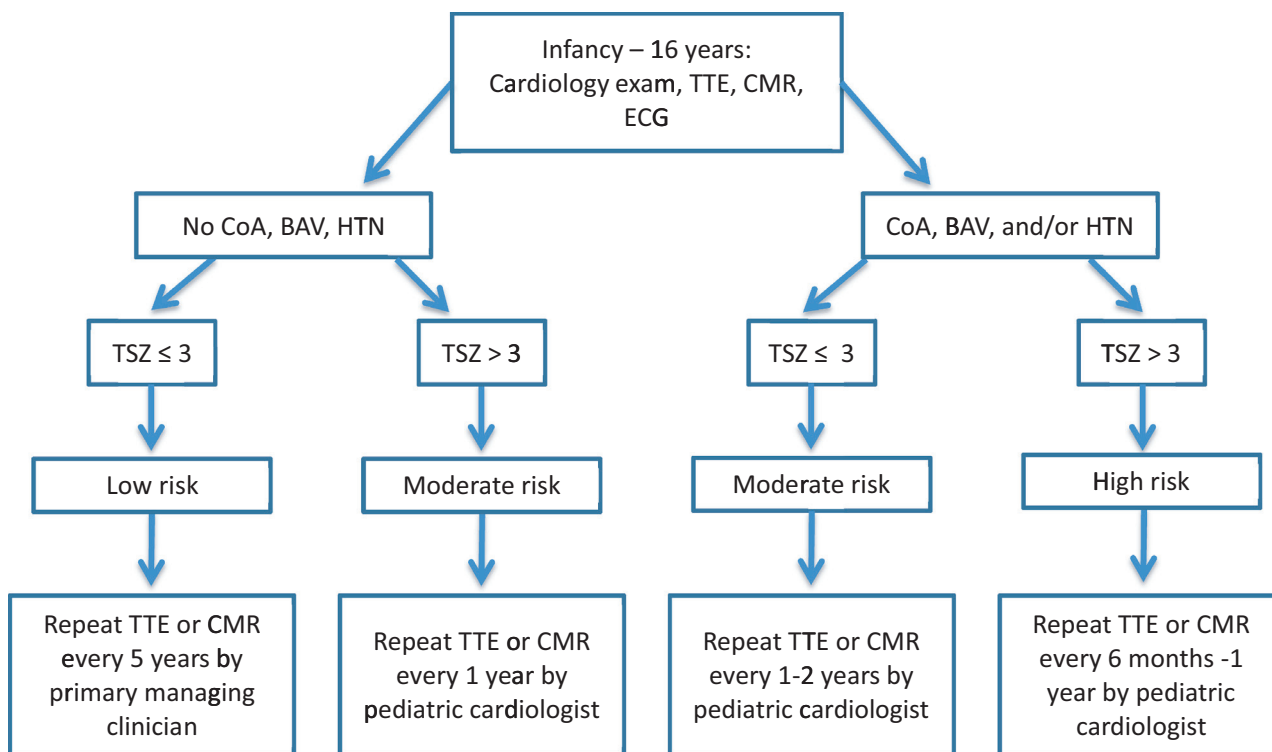 Infancy – 16 years:
Cardiology exam, TTE, CMR,
ECG
No CoA, BAV, HTN
CoA, BAV, and/or HTN
TSZ ≤ 3
TSZ > 3
TSZ ≤ 3
TSZ > 3
Low risk
Moderate risk
Moderate risk
High risk
Repeat TTE or CMR
every 5 years by
primary managing
clinician
Repeat TTE or CMR
every 1 year by
pediatric cardiologist
Repeat TTE or CMR
every 1-2 years by
pediatric cardiologist
Repeat TTE or CMR
every 6 months -1
year by pediatric
cardiologist